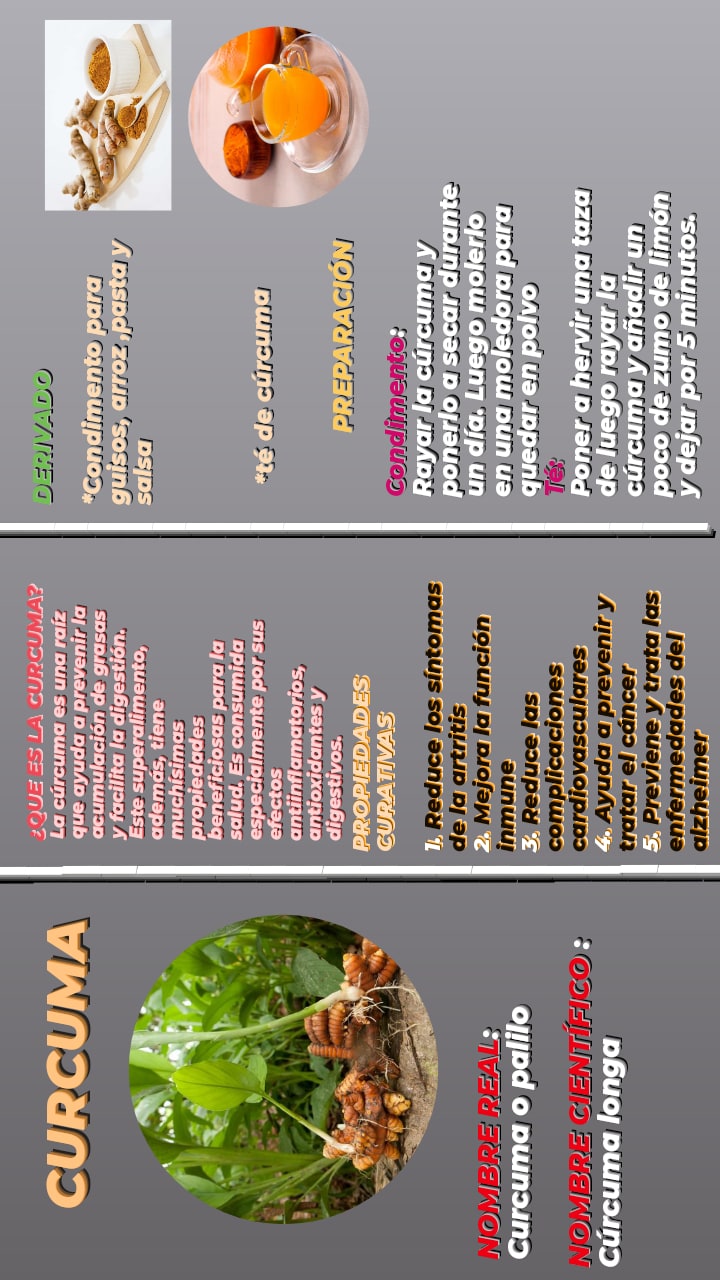 CURCUMA
NOMBRE REAL:
Curcuma o palilo
NOMBRE CIENTÍFICO :
Cúrcuma longa
¿QUE ES LA CURCUMA?
La cúrcuma es una raíz
que ayuda a prevenir la
acumulación de grasas
y facilita la digestión.
Este superalimento,
además, tiene
muchísimas
propiedades
beneficiosas para la
salud. Es consumida
especialmente por sus
efectos
antiinflamatorios,
antioxidantes y
digestivos.
PROPIEDADES
CURATIVAS
1. Reduce los síntomas
de la artritis
2. Mejora la función
inmune
3. Reduce las
complicaciones
cardiovasculares
4. Ayuda a prevenir y
tratar el cáncer
5. Previene y trata las
enfermedades del
alzheimer
DERIVADO
*Condimento para
guisos, arroz ,pasta y
salsa
*té de cúrcuma
PREPARACIÓN
Condimento:
Rayar la cúrcuma y
ponerlo a secar durante
un día. Luego molerlo
en una moledora para
quedar en polvo
Té:
Poner a hervir una taza
de luego rayar la
cúrcuma y añadir un
poco de zumo de limón
y dejar por 5 minutos.